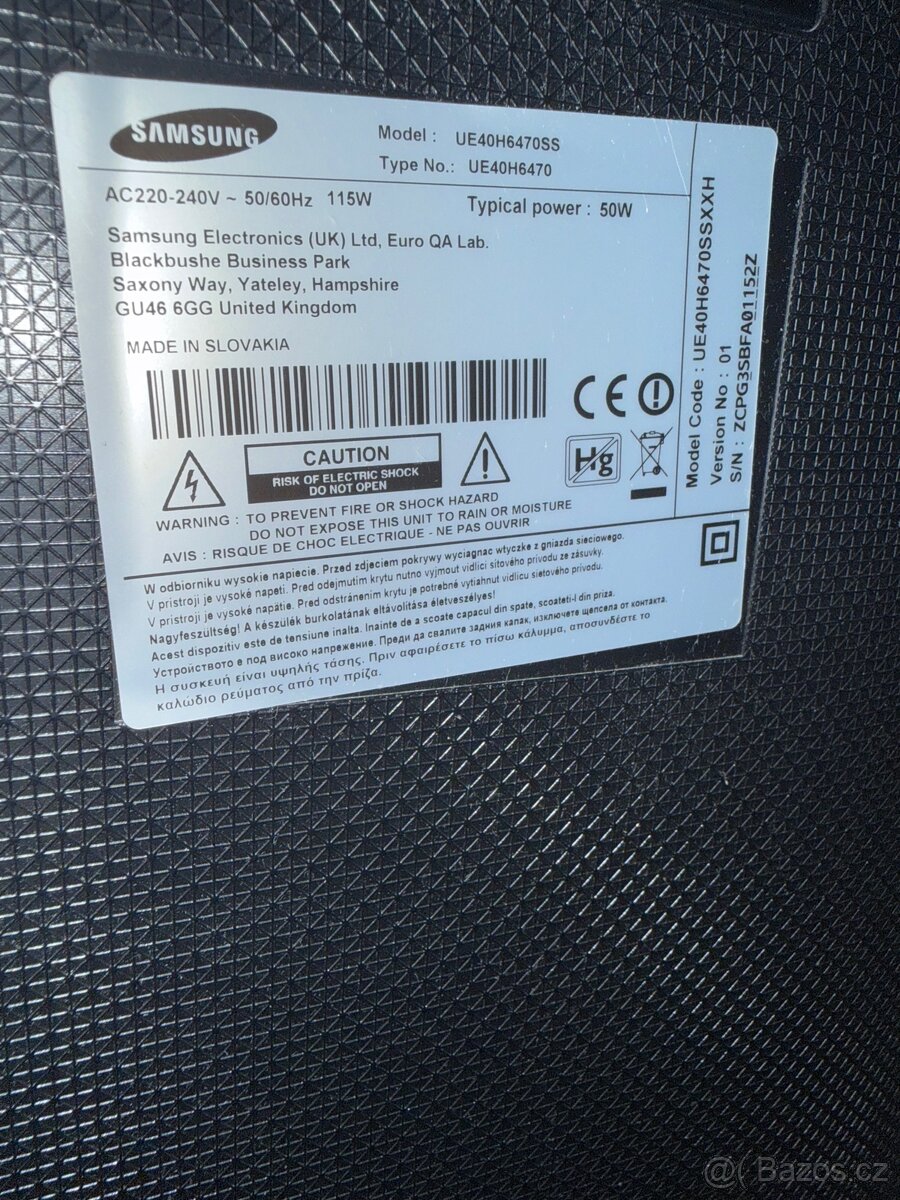 SAMSUNG
Model : UE40H6470SS
Type No.: UE40H6470
AC220-240V ~ 50/60Hz 115W
Typical power : 50W
Samsung Electronics (UK) Ltd, Euro QA Lab.
Blackbushe Business Park
Saxony Way, Yateley, Hampshire
GU46 6GG United Kingdom
MADE IN SLOVAKIA
CE
Hg
CAUTION
RISK OF ELECTRIC SHOCK
DO NOT OPEN
WARNING : TO PREVENT FIRE OR SHOCK HAZARD
DO NOT EXPOSE THIS UNIT TO RAIN OR MOISTURE
AVIS : RISQUE DE CHOC ELECTRIQUE - NE PAS OUVRIR
Model Code : UE40H6470SSXXH
Version No : 01
S/N : ZCPG3SBFA01152Z
W odbiorniku wysokie napiecie. Przed zdjeciem pokrywy wyciagnac wtyczke z gniazda sieciowego.
V pristroji je vysoké napeti. Pred odejmutim krytu nutno vyjmout vidlici sítového privodu ze zásuvky.
V pristroji je vysoké napätie. Pred odstránením krytu je potrebné vytiahnut vidlicu sietového privodu.
Nagyfeszültség! A készülék burkolatának eltávolítása életveszélyes!
Acest dispozitiv este de tensiune inalta. Inainte de a scoate capacul din spate, scoateti-l din priza.
Устройството е под високо напрежение. Преди да свалите задния капак, изключете щепсела от контакта.
Η συσκευή είναι υψηλής τάσης. Πριν αφαιρέσετε το πίσω κάλυμμα, αποσυνδέστε το
καλώδιο ρεύματος από την πρίζα.
@( Bazos.cz